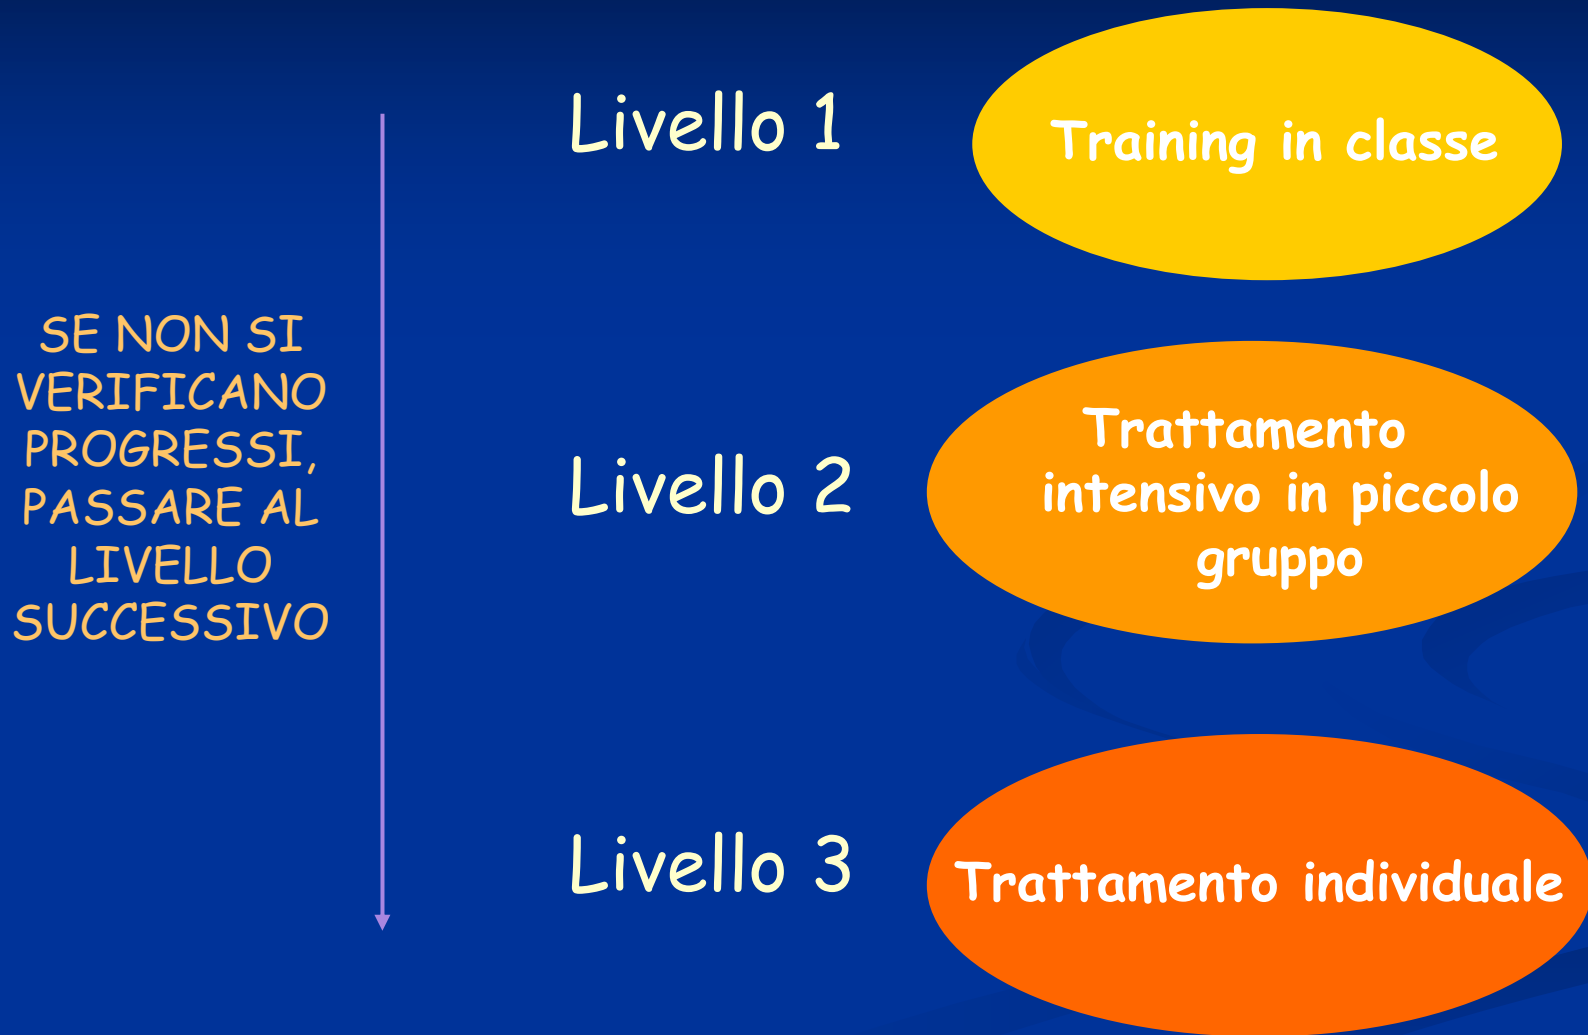 Livello 1
Training in classe
SE NON SI
VERIFICANO
PROGRESSI,
PASSARE AL
LIVELLO
SUCCESSIVO
Livello 2
Trattamento
intensivo in piccolo
gruppo
Livello 3
Trattamento individuale